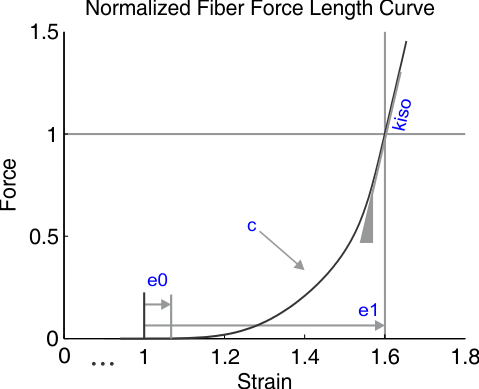 Normalized Fiber Force Length Curve
1.5
kiso
1
Force
c
0.5
e0
e1
0
0 ... 1 1.2 1.4 1.6 1.8
Strain